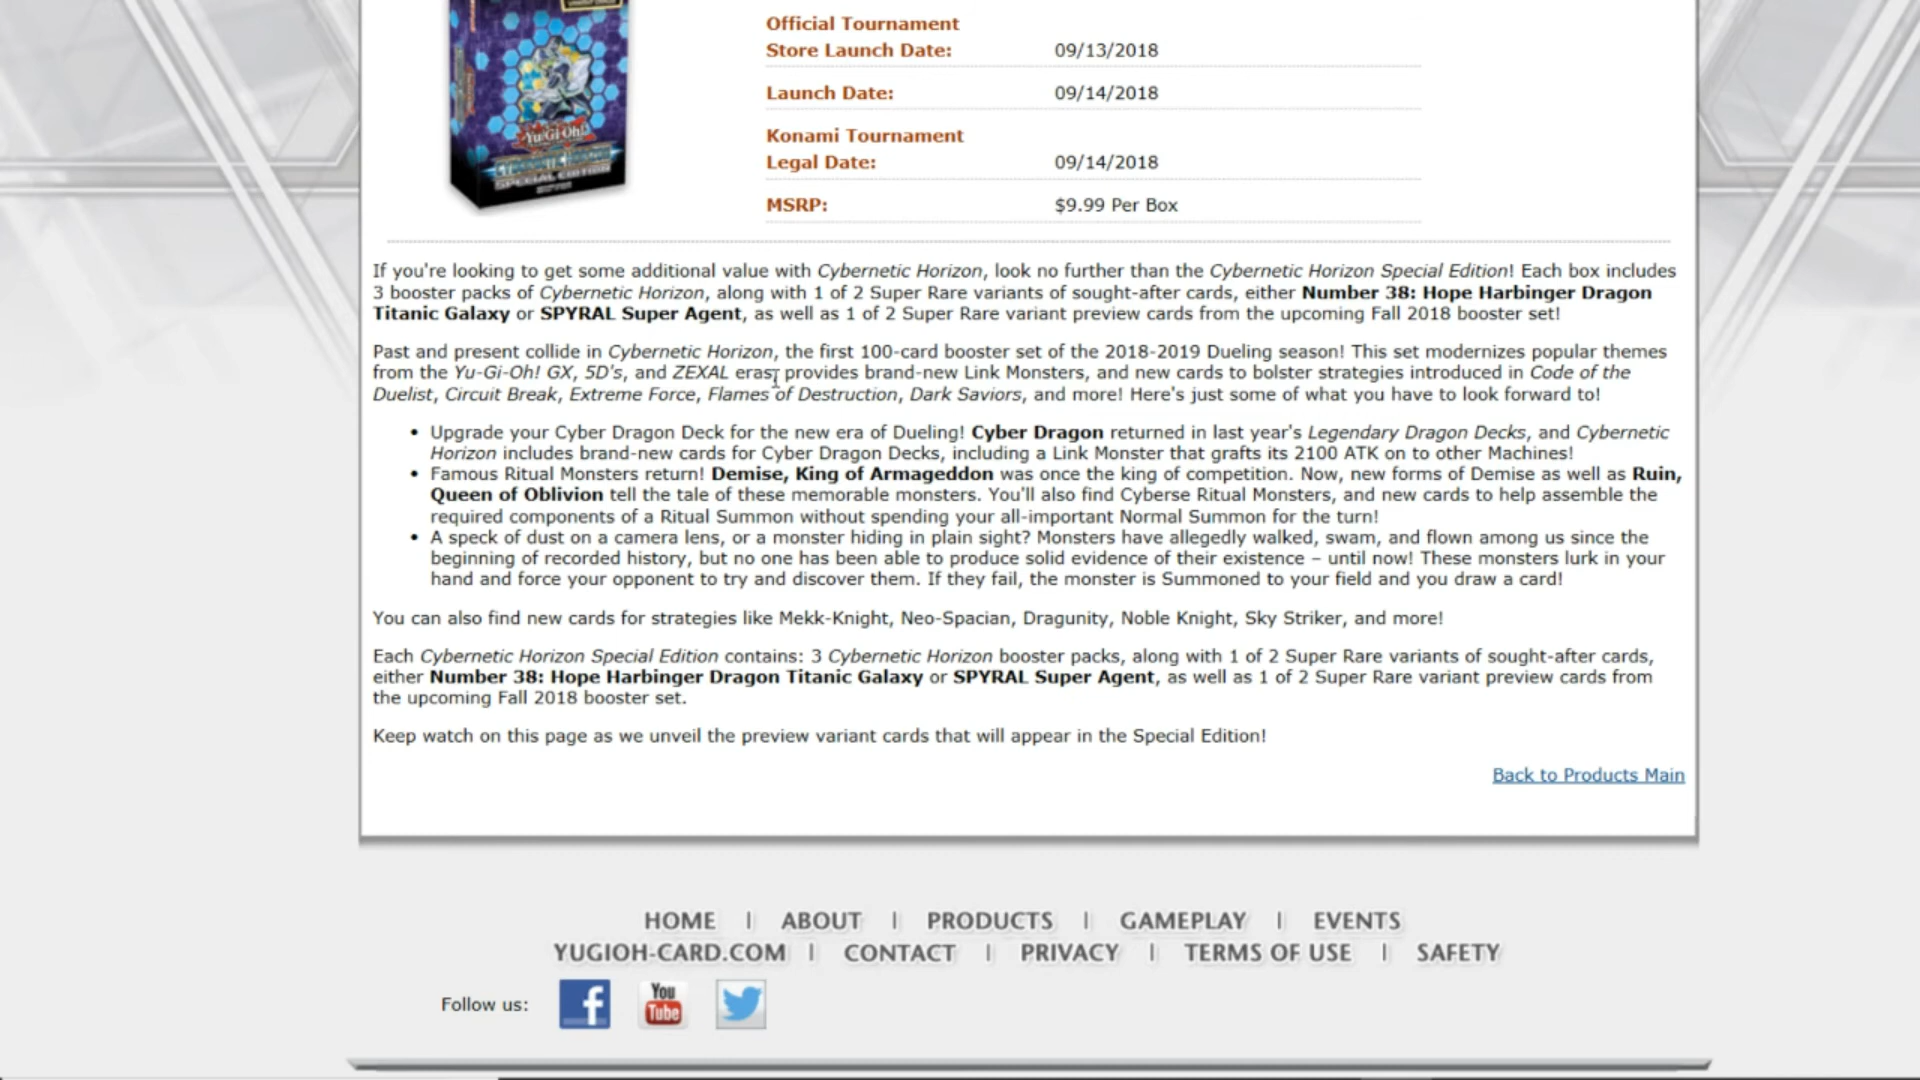 Yu-Gi-Oh!
SPECIAL EDITION
Official Tournament
Store Launch Date: 09/13/2018
Launch Date: 09/14/2018
Konami Tournament
Legal Date: 09/14/2018
MSRP: $9.99 Per Box
If you're looking to get some additional value with Cybernetic Horizon, look no further than the Cybernetic Horizon Special Edition! Each box includes
3 booster packs of Cybernetic Horizon, along with 1 of 2 Super Rare variants of sought-after cards, either Number 38: Hope Harbinger Dragon
Titanic Galaxy or SPYRAL Super Agent, as well as 1 of 2 Super Rare variant preview cards from the upcoming Fall 2018 booster set!
Past and present collide in Cybernetic Horizon, the first 100-card booster set of the 2018-2019 Dueling season! This set modernizes popular themes
from the Yu-Gi-Oh! GX, 5D's, and ZEXAL eras, provides brand-new Link Monsters, and new cards to bolster strategies introduced in Code of the
Duelist, Circuit Break, Extreme Force, Flames of Destruction, Dark Saviors, and more! Here's just some of what you have to look forward to!
• Upgrade your Cyber Dragon Deck for the new era of Dueling! Cyber Dragon returned in last year's Legendary Dragon Decks, and Cybernetic
Horizon includes brand-new cards for Cyber Dragon Decks, including a Link Monster that grafts its 2100 ATK on to other Machines!
• Famous Ritual Monsters return! Demise, King of Armageddon was once the king of competition. Now, new forms of Demise as well as Ruin,
Queen of Oblivion tell the tale of these memorable monsters. You'll also find Cyberse Ritual Monsters, and new cards to help assemble the
required components of a Ritual Summon without spending your all-important Normal Summon for the turn!
• A speck of dust on a camera lens, or a monster hiding in plain sight? Monsters have allegedly walked, swam, and flown among us since the
beginning of recorded history, but no one has been able to produce solid evidence of their existence – until now! These monsters lurk in your
hand and force your opponent to try and discover them. If they fail, the monster is Summoned to your field and you draw a card!
You can also find new cards for strategies like Mekk-Knight, Neo-Spacian, Dragunity, Noble Knight, Sky Striker, and more!
Each Cybernetic Horizon Special Edition contains: 3 Cybernetic Horizon booster packs, along with 1 of 2 Super Rare variants of sought-after cards,
either Number 38: Hope Harbinger Dragon Titanic Galaxy or SPYRAL Super Agent, as well as 1 of 2 Super Rare variant preview cards from
the upcoming Fall 2018 booster set.
Keep watch on this page as we unveil the preview variant cards that will appear in the Special Edition!
Back to Products Main
HOME | ABOUT | PRODUCTS | GAMEPLAY | EVENTS
YUGIOH-CARD.COM | CONTACT | PRIVACY | TERMS OF USE | SAFETY
Follow us: f You Tube